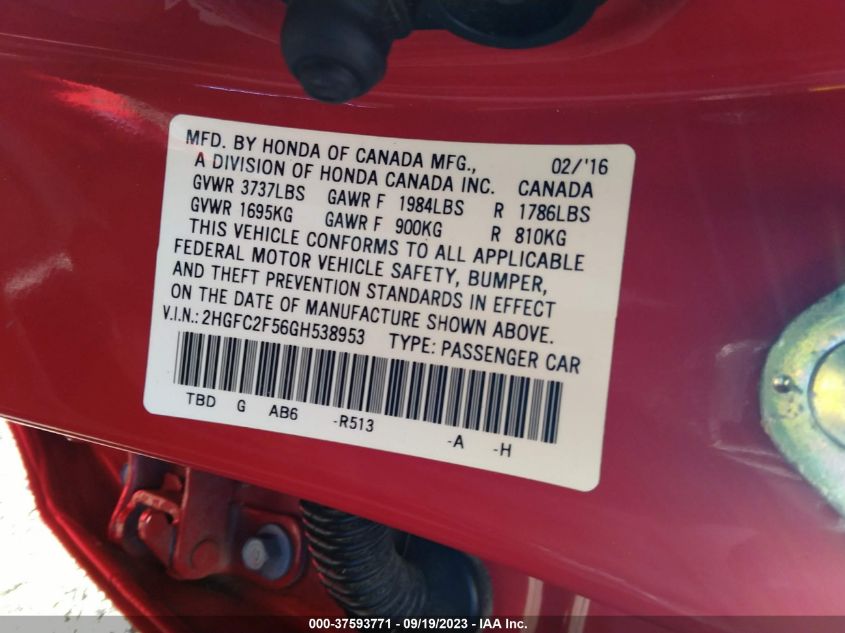 MFD. BY HONDA OF CANADA MFG., 02/'16
A DIVISION OF HONDA CANADA INC. CANADA
GVWR 3737LBS GAWR F 1984LBS R 1786LBS
GVWR 1695KG GAWR F 900KG R 810KG
THIS VEHICLE CONFORMS TO ALL APPLICABLE
FEDERAL MOTOR VEHICLE SAFETY, BUMPER,
AND THEFT PREVENTION STANDARDS IN EFFECT
ON THE DATE OF MANUFACTURE SHOWN ABOVE.
V.I.N.: 2HGFC2F56GH538953 TYPE: PASSENGER CAR
TBD G AB6 -R513 -A -H
000-37593771 - 09/19/2023 - IAA Inc.